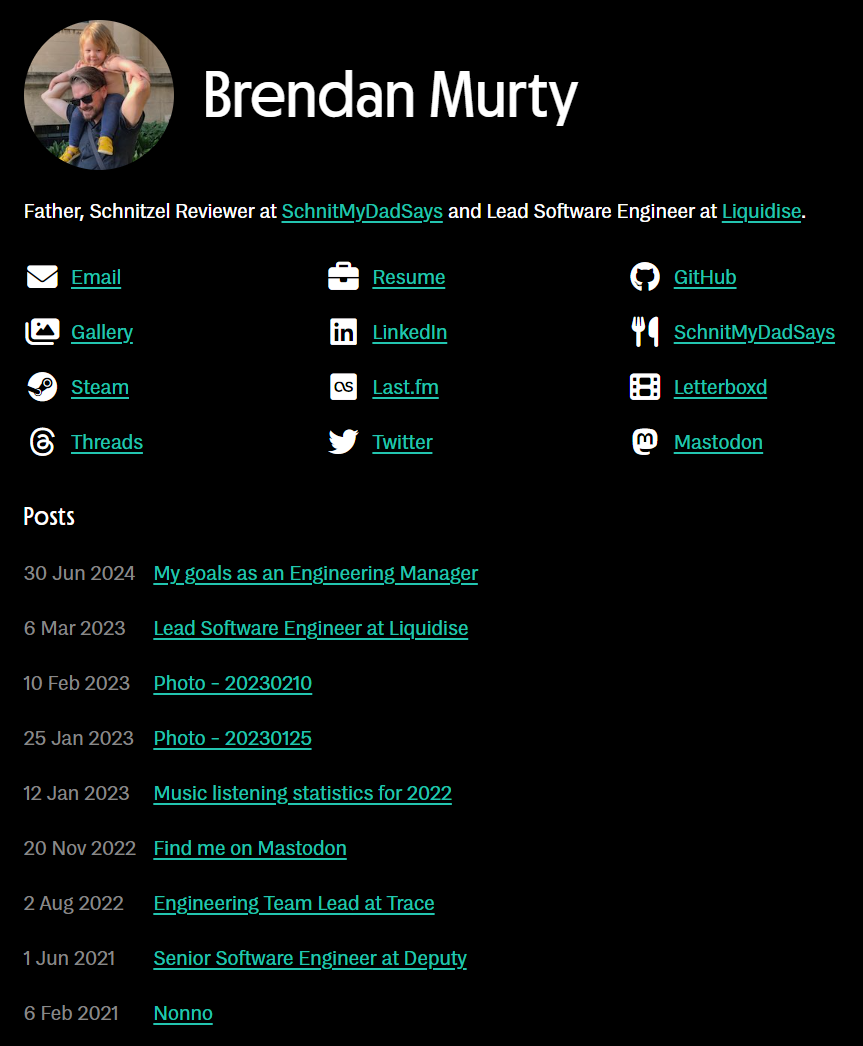 Brendan Murty
Father, Schnitzel Reviewer at SchnitMyDadSays and Lead Software Engineer at Liquidise.
Email Resume GitHub
Gallery LinkedIn SchnitMyDadSays
Steam Last.fm Letterboxd
Threads Twitter Mastodon
Posts
30 Jun 2024 My goals as an Engineering Manager
6 Mar 2023 Lead Software Engineer at Liquidise
10 Feb 2023 Photo - 20230210
25 Jan 2023 Photo - 20230125
12 Jan 2023 Music listening statistics for 2022
20 Nov 2022 Find me on Mastodon
2 Aug 2022 Engineering Team Lead at Trace
1 Jun 2021 Senior Software Engineer at Deputy
6 Feb 2021 Nonno